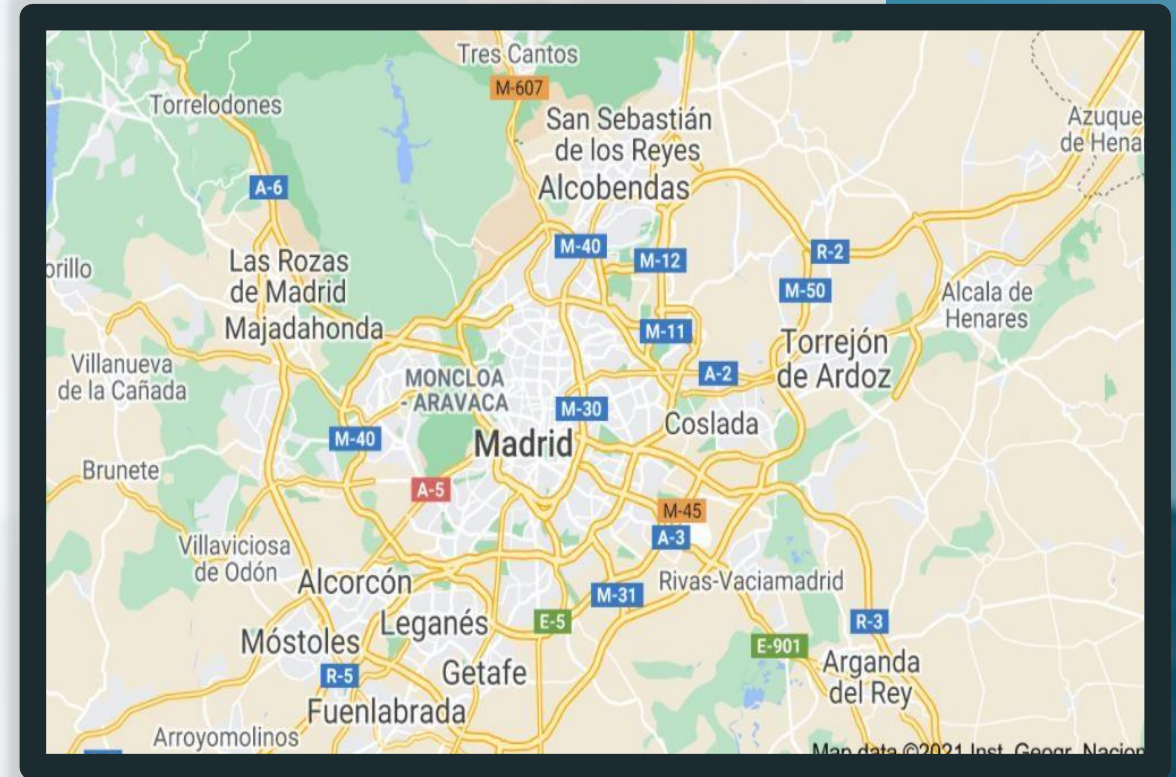 Tres Cantos
M-607
Torrelodones
San Sebastián
de los Reyes
Azuque
de Hena
Alcobendas
A-6
M-40
M-12
R-2
orillo
Las Rozas
de Madrid
M-50
Alcala de
Henares
Majadahonda
M-11
Torrejón
de Ardoz
Villanueva
de la Cañada
MONCLOA
- ARAVACA
A-2
M-30
Coslada
M-40
Madrid
Brunete
A-5
M-45
A-3
Villaviciosa
de Odón
Alcorcón
Rivas-Vaciamadrid
M-31
Leganés
E-5
R-3
Móstoles
E-901
R-5
Getafe
Arganda
del Rey
Fuenlabrada
Arroyomolinos
Map data ©2021 Inst. Geogr. Nacion